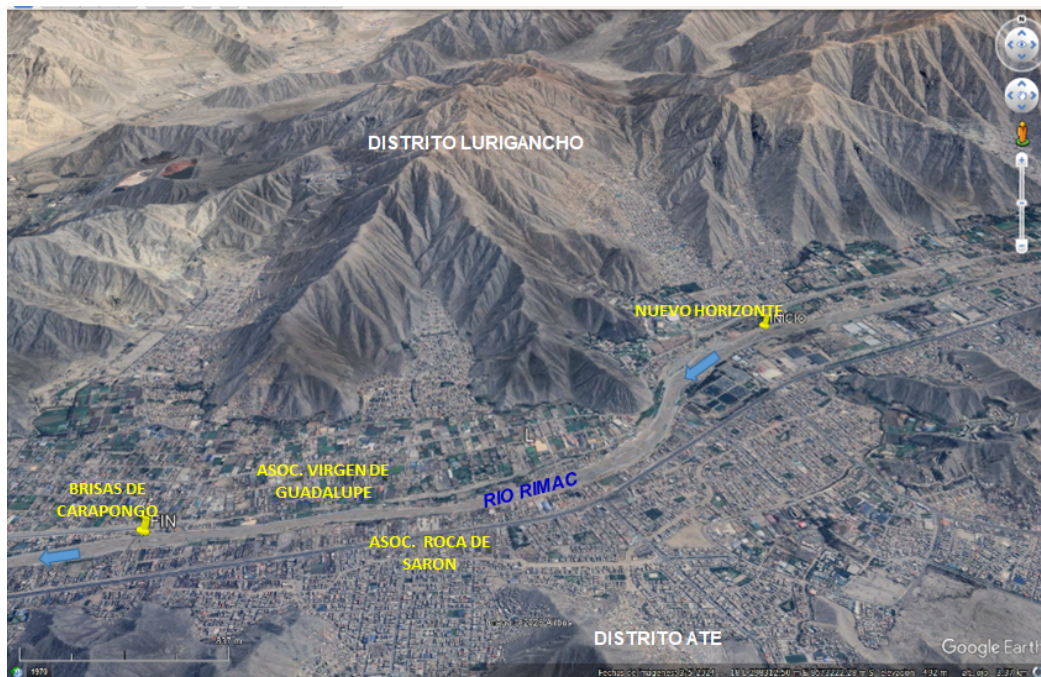 N
DISTRITO LURIGANCHO
NUEVO HORIZONTE
INICIO
L
ASOC. VIRGEN DE
GUADALUPE
BRISAS DE
CARAPONGO
FIN
RIO RIMAC
ASOC. ROCA DE
SARON
DISTRITO ATE
Google Earth
1970